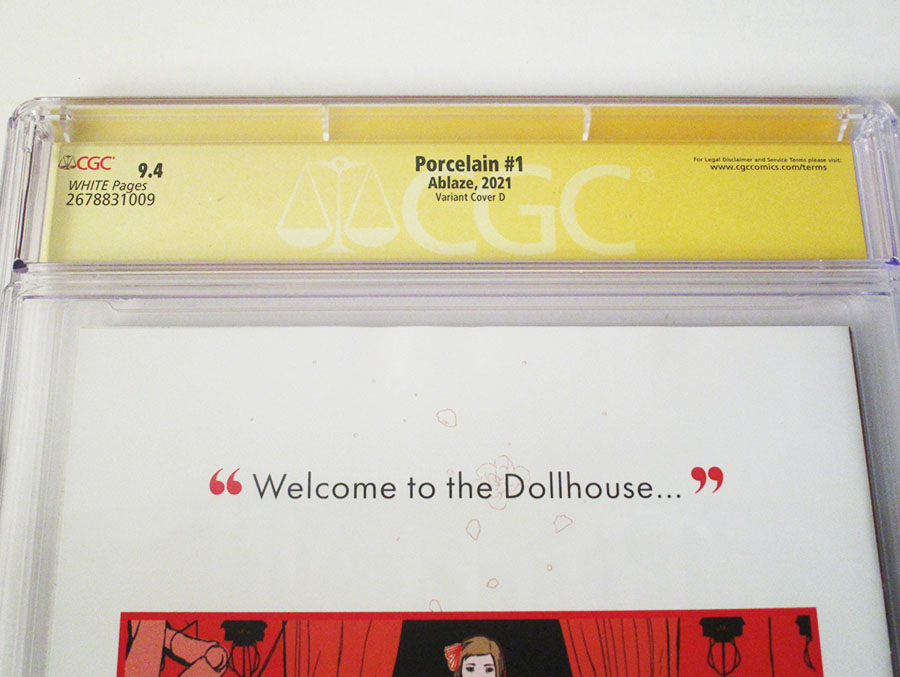 CGC
9.4
WHITE Pages
2678831009
Porcelain #1
Ablaze, 2021
Variant Cover D
For Legal Disclaimer and Service Terms please visit:
www.cgccomics.com/terms
CGC®
“ Welcome to the Dollhouse... ”